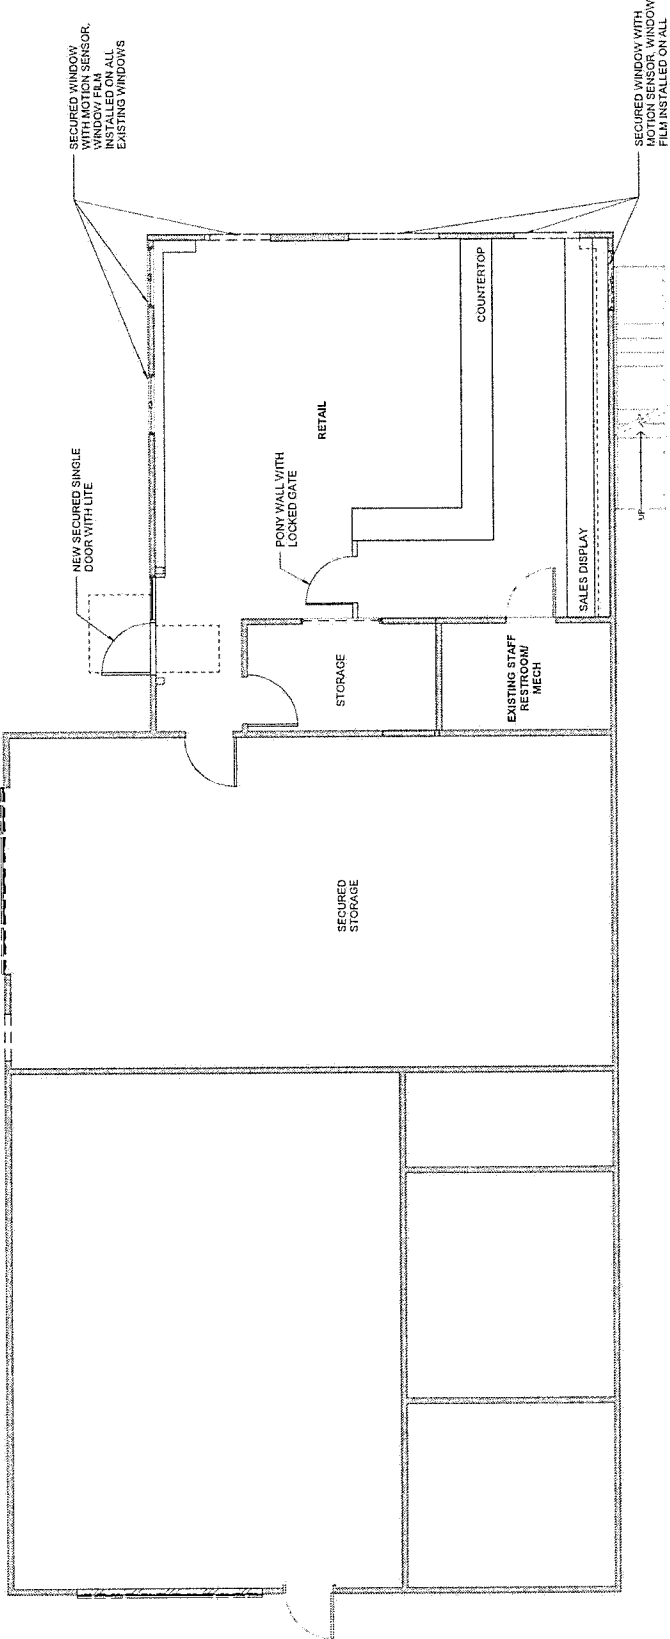 SECURED WINDOW
WITH MOTION SENSOR,
WINDOW FILM
INSTALLED ON ALL
EXISTING WINDOWS
SECURED WINDOW WITH
MOTION SENSOR, WINDOW
FILM INSTALLED ON ALL
NEW SECURED SINGLE
DOOR WITH LITE
PONY WALL WITH
LOCKED GATE
RETAIL
COUNTERTOP
SALES DISPLAY
UP
STORAGE
EXISTING STAFF
RESTROOM/
MECH
SECURED
STORAGE